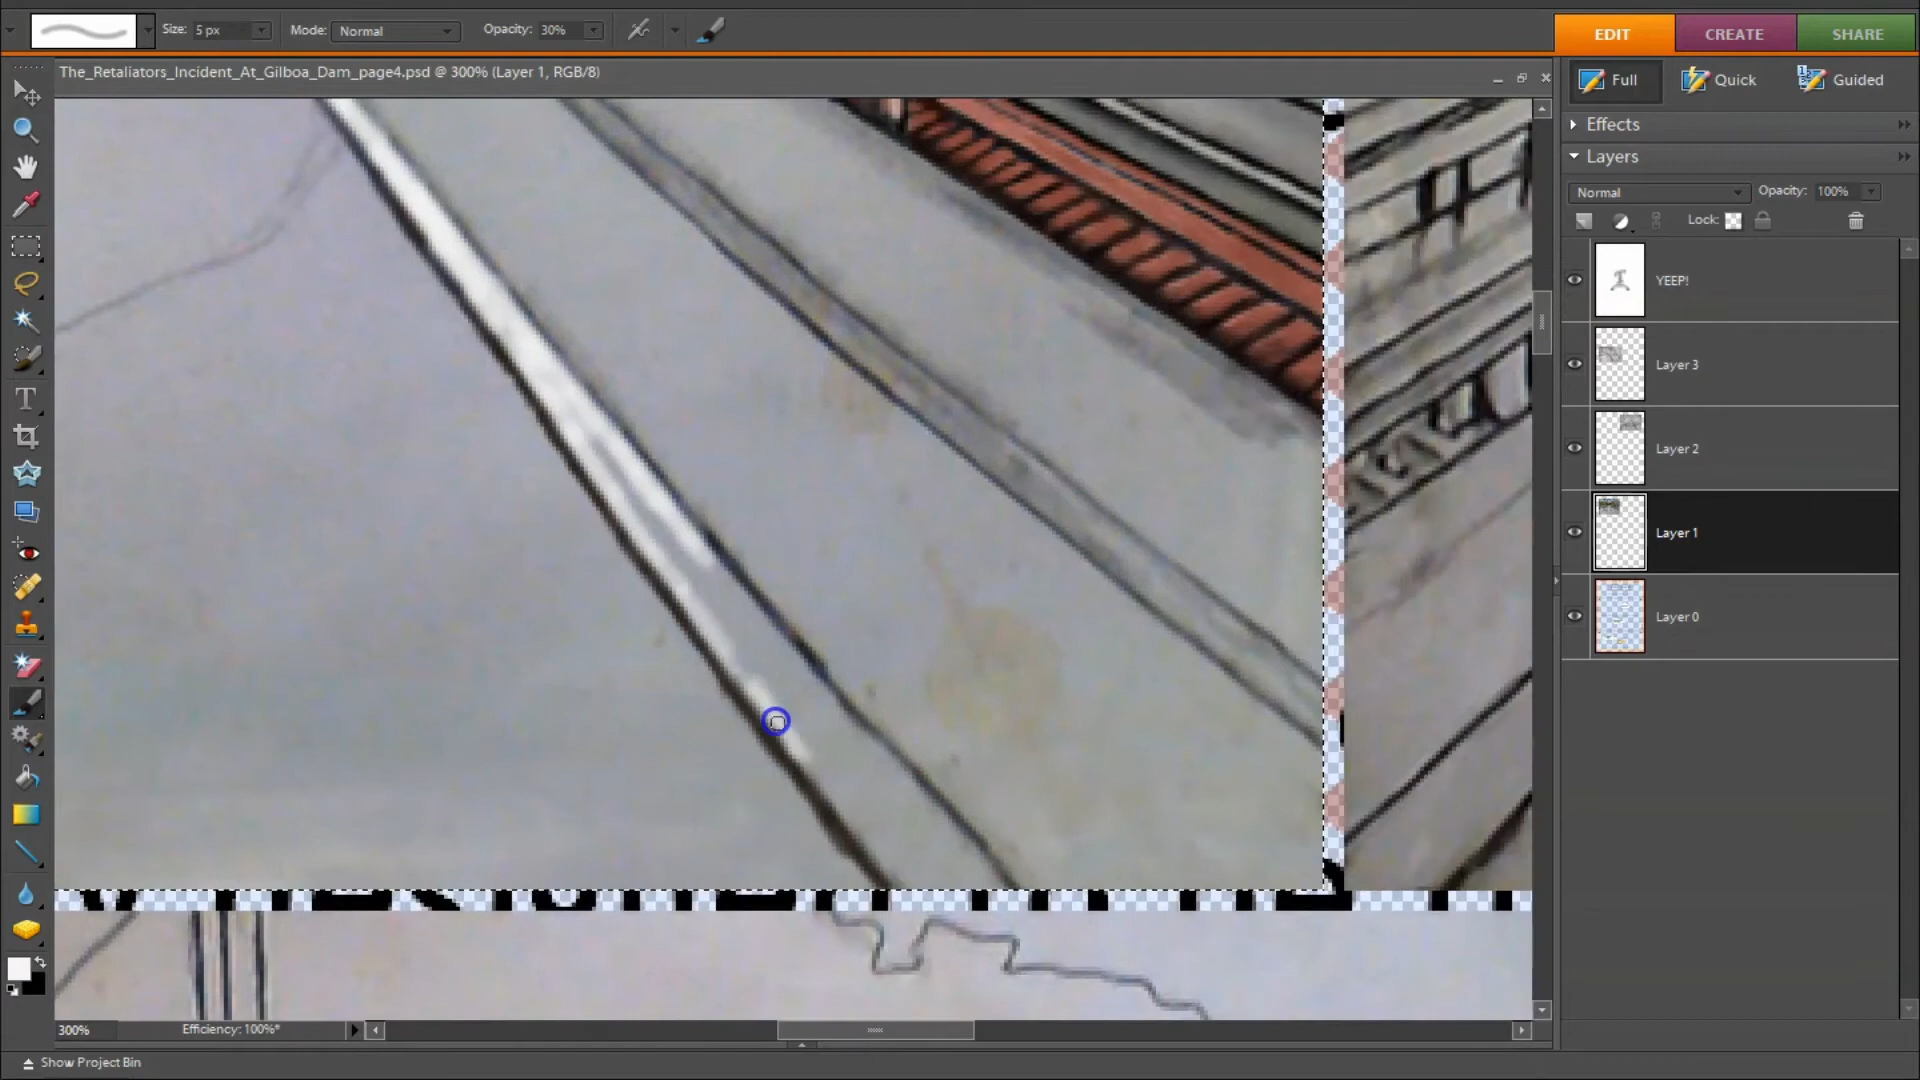 Size: 5 px Mode: Normal Opacity: 30% EDIT CREATE SHARE
The_Retaliators_Incident_At_Gilboa_Dam_page4.psd @ 300% (Layer 1, RGB/8)
Full Quick Guided
Effects
Layers
Normal Opacity: 100%
Lock:
YEEP!
Layer 3
Layer 2
Layer 1
Layer 0
T
300% Efficiency: 100%*
Show Project Bin